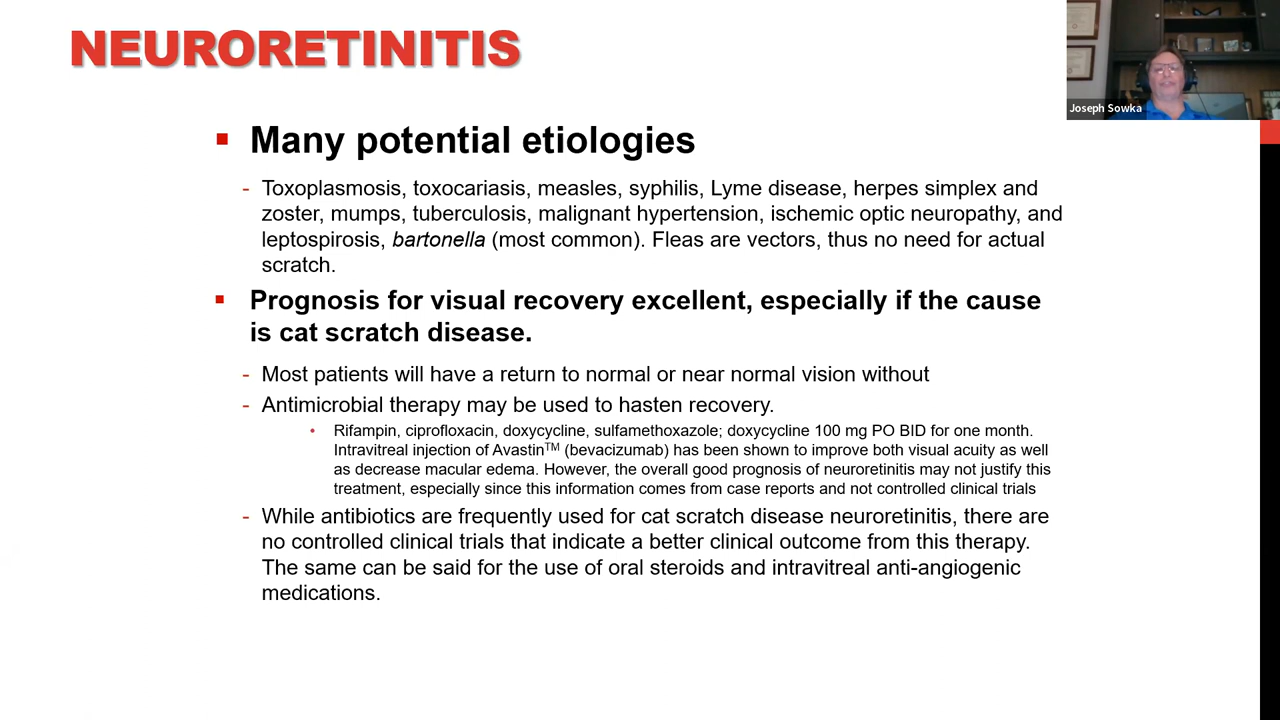 NEURORETINITIS
Joseph Sowka
▪ Many potential etiologies
- Toxoplasmosis, toxocariasis, measles, syphilis, Lyme disease, herpes simplex and
zoster, mumps, tuberculosis, malignant hypertension, ischemic optic neuropathy, and
leptospirosis, bartonella (most common). Fleas are vectors, thus no need for actual
scratch.
▪ Prognosis for visual recovery excellent, especially if the cause
is cat scratch disease.
- Most patients will have a return to normal or near normal vision without
- Antimicrobial therapy may be used to hasten recovery.
• Rifampin, ciprofloxacin, doxycycline, sulfamethoxazole; doxycycline 100 mg PO BID for one month.
Intravitreal injection of Avastin™ (bevacizumab) has been shown to improve both visual acuity as well
as decrease macular edema. However, the overall good prognosis of neuroretinitis may not justify this
treatment, especially since this information comes from case reports and not controlled clinical trials
- While antibiotics are frequently used for cat scratch disease neuroretinitis, there are
no controlled clinical trials that indicate a better clinical outcome from this therapy.
The same can be said for the use of oral steroids and intravitreal anti-angiogenic
medications.